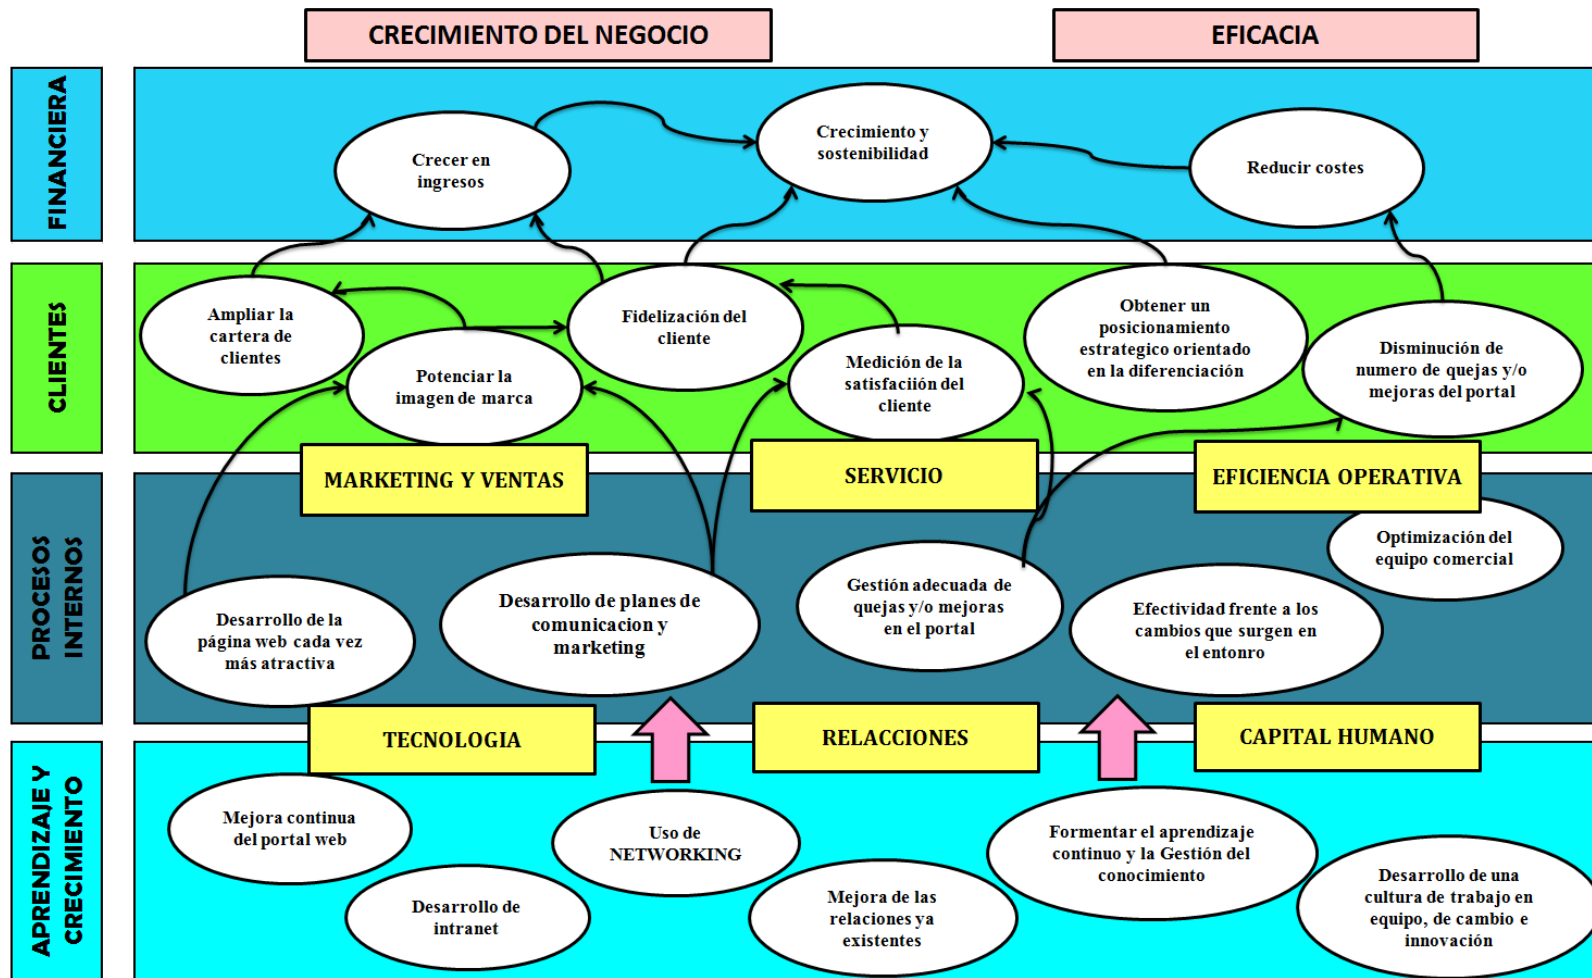 CRECIMIENTO DEL NEGOCIO
EFICACIA
FINANCIERA
Crecer en
ingresos
Crecimiento y
sostenibilidad
Reducir costes
CLIENTES
Ampliar la
cartera de
clientes
Potenciar la
imagen de marca
Fidelización del
cliente
Medición de la
satisfaciión del
cliente
Obtener un
posicionamiento
estrategico orientado
en la diferenciación
Disminución de
numero de quejas y/o
mejoras del portal
MARKETING Y VENTAS
SERVICIO
EFICIENCIA OPERATIVA
PROCESOS
INTERNOS
Desarrollo de la
página web cada vez
más atractiva
Desarrollo de planes de
comunicacion y
marketing
Gestión adecuada de
quejas y/o mejoras
en el portal
Efectividad frente a los
cambios que surgen en
el entonro
Optimización del
equipo comercial
TECNOLOGIA
RELACCIONES
CAPITAL HUMANO
APRENDIZAJE Y
CRECIMIENTO
Mejora continua
del portal web
Desarrollo de
intranet
Uso de
NETWORKING
Mejora de las
relaciones ya
existentes
Formentar el aprendizaje
continuo y la Gestión del
conocimiento
Desarrollo de una
cultura de trabajo en
equipo, de cambio e
innovación